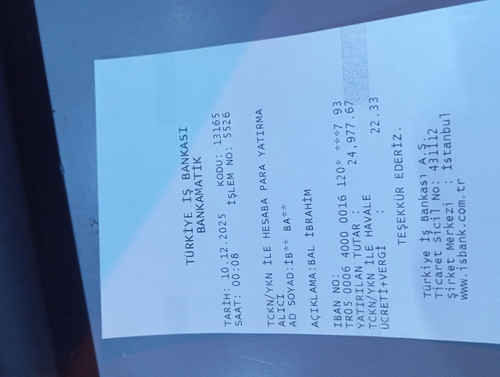 TÜRKİYE İŞ BANKASI
BANKAMATİK
TARİH: 10.12.2025 KODU: 13165
SAAT: 00:08 İŞLEM NO: 5526
TCKN/YKN İLE HESABA PARA YATIRMA
ALICI
AD SOYAD:İB** BA**
AÇIKLAMA:BAL İBRAHİM
IBAN NO:
TR05 0006 4000 0016 120* ***7 93
YATIRILAN TUTAR : 24,977.67
TCKN/YKN İLE HAVALE
ÜCRETİ+VERGİ : 22.33
TEŞEKKÜR EDERİZ.
Türkiye İş Bankası A.Ş.
Ticaret Sicil No: 431112
Şirket Merkezi : İstanbul
www.isbank.com.tr